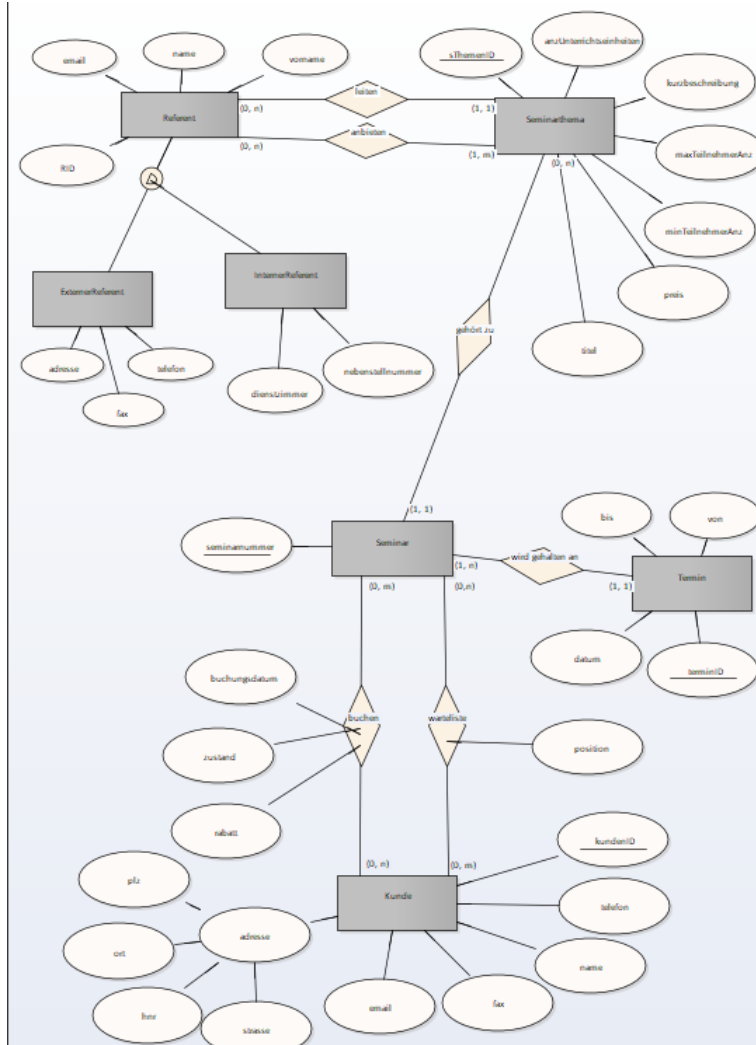 name
email
vorname
sThemenID
anzUnterrichtseinheiten
kurzbeschreibung
leiten
Referent
(0, n)
(1, 1)
Seminarthema
anbieten
(0, n)
(1, m)
(0, n)
maxTeilnehmerAnz
RID
minTeilnehmerAnz
InternerReferent
ExternerReferent
preis
gehört zu
titel
adresse
telefon
nebenstellnummer
dienstzimmer
fax
(1, 1)
bis
von
Seminar
seminarnummer
wird gehalten an
(1, n)
Termin
(0, m)
(0,n)
(1, 1)
datum
terminID
buchungsdatum
buchen
warteliste
zustand
position
rabatt
kundenID
(0, n)
(0, m)
plz
Kunde
telefon
adresse
ort
name
fax
email
hnr
strasse